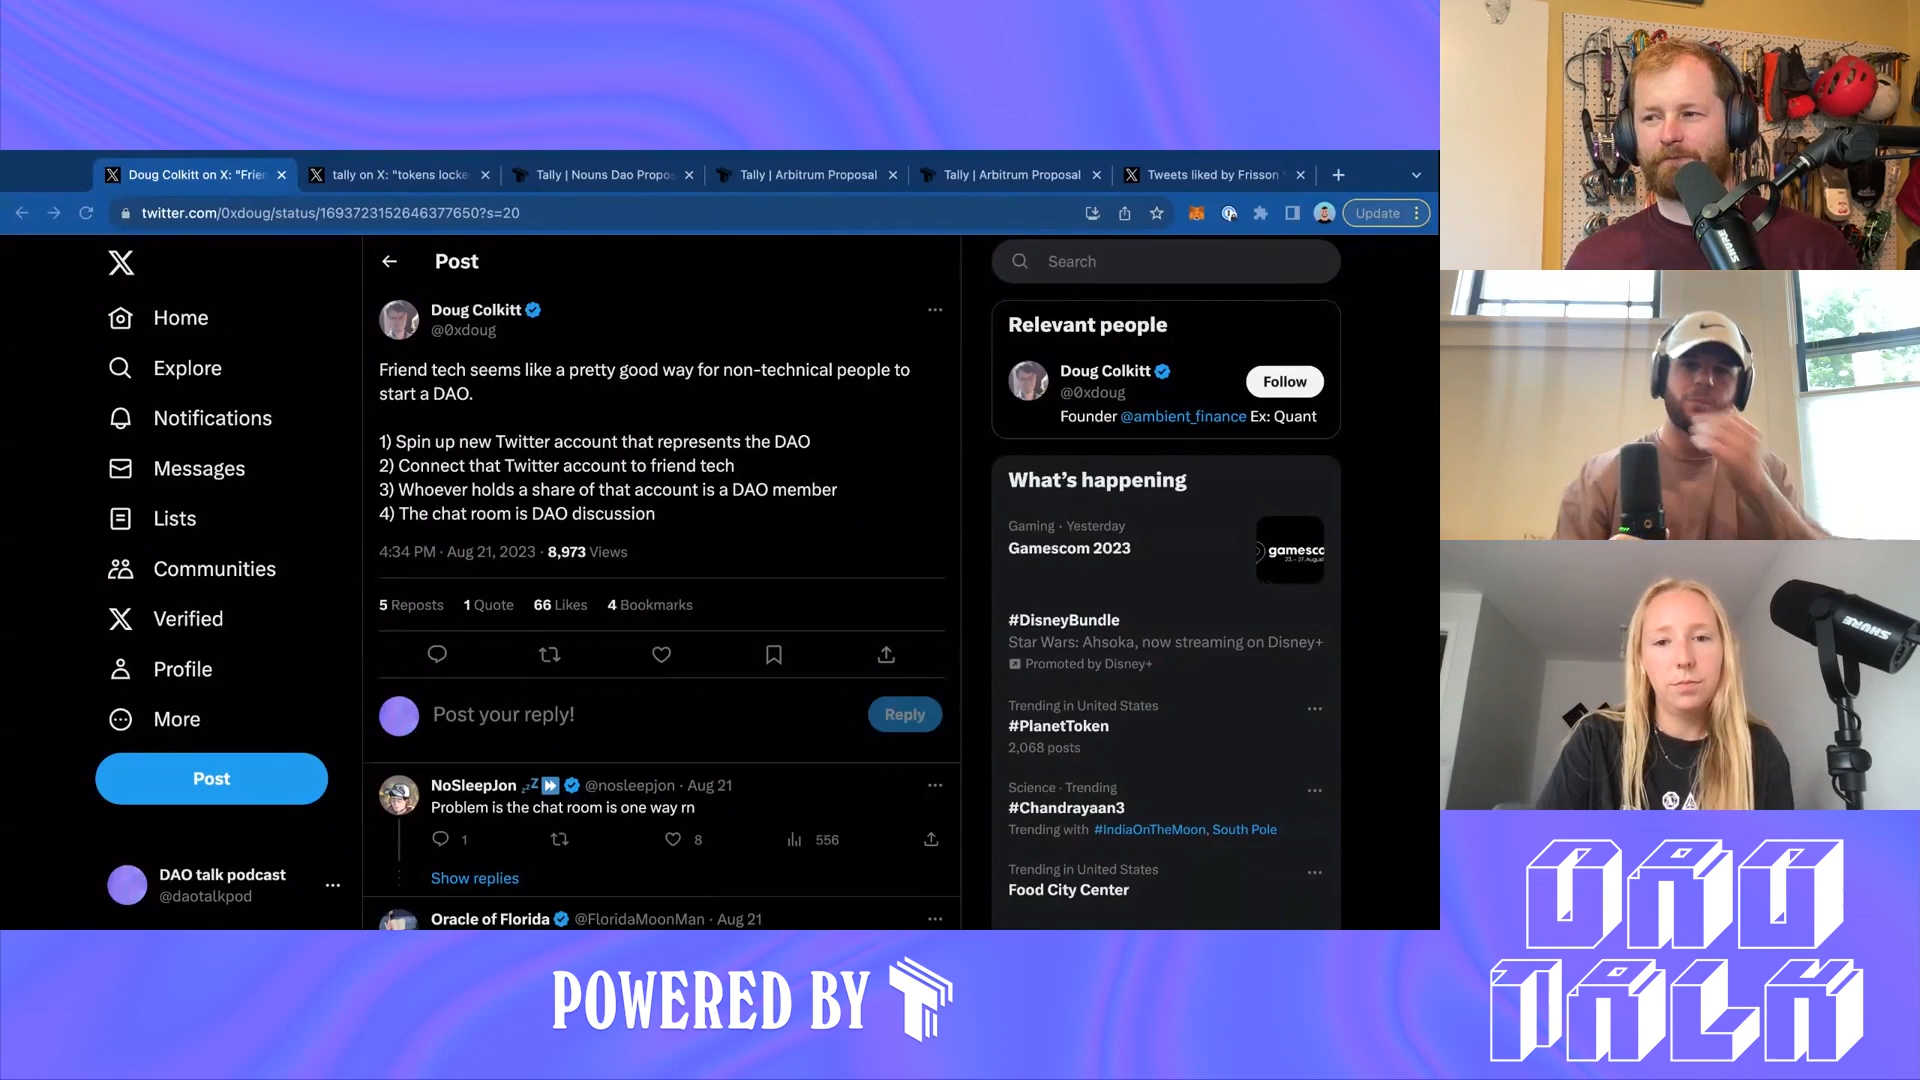 Doug Colkitt on X: "Frien
tally on X: "tokens locke
Tally | Nouns Dao Propos
Tally | Arbitrum Proposal
Tally | Arbitrum Proposal
Tweets liked by Frisson
twitter.com/0xdoug/status/1693723152646377650?s=20
Update
Home
Explore
Notifications
Messages
Lists
Communities
Verified
Profile
More
Post
DAO talk podcast
@daotalkpod
Post
Doug Colkitt
@0xdoug
Friend tech seems like a pretty good way for non-technical people to
start a DAO.
1) Spin up new Twitter account that represents the DAO
2) Connect that Twitter account to friend tech
3) Whoever holds a share of that account is a DAO member
4) The chat room is DAO discussion
4:34 PM · Aug 21, 2023 · 8,973 Views
5 Reposts 1 Quote 66 Likes 4 Bookmarks
Post your reply!
Reply
NoSleepJon @nosleepjon · Aug 21
Problem is the chat room is one way rn
1 8 556
Show replies
Oracle of Florida @FloridaMoonMan · Aug 21
Search
Relevant people
Doug Colkitt
@0xdoug
Follow
Founder @ambient_finance Ex: Quant
What's happening
Gaming · Yesterday
Gamescom 2023
gamesco
#DisneyBundle
Star Wars: Ahsoka, now streaming on Disney+
Promoted by Disney+
Trending in United States
#PlanetToken
2,068 posts
Science · Trending
#Chandrayaan3
Trending with #IndiaOnTheMoon, South Pole
Trending in United States
Food City Center
SHURE
SHURE
POWERED BY
DAO
TALK